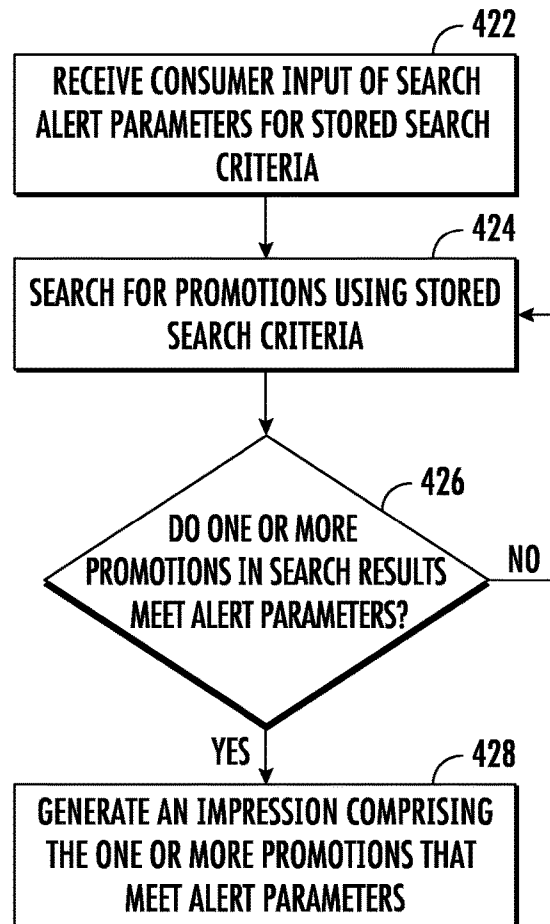 422
RECEIVE CONSUMER INPUT OF SEARCH
ALERT PARAMETERS FOR STORED SEARCH
CRITERIA
424
SEARCH FOR PROMOTIONS USING STORED
SEARCH CRITERIA
426
DO ONE OR MORE
PROMOTIONS IN SEARCH RESULTS
MEET ALERT PARAMETERS?
NO
YES
428
GENERATE AN IMPRESSION COMPRISING
THE ONE OR MORE PROMOTIONS THAT
MEET ALERT PARAMETERS